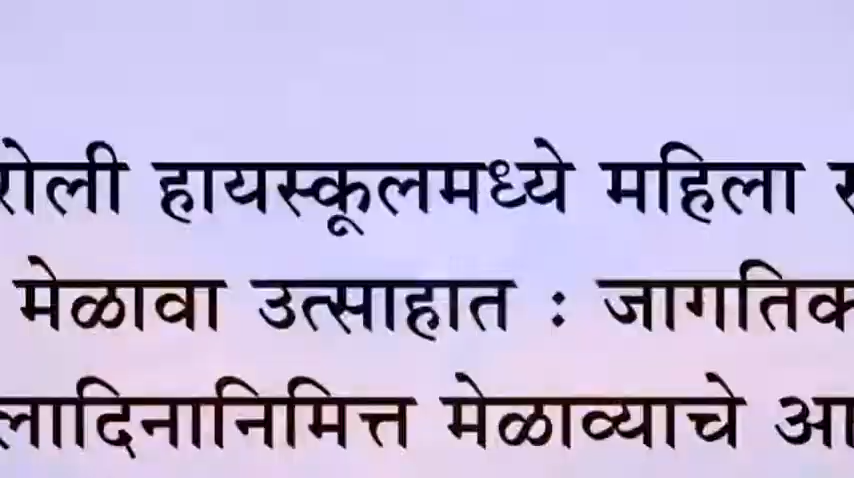 रोली हायस्कूलमध्ये महिला
मेळावा उत्साहात : जागतिक
लादिनानिमित्त मेळाव्याचे आ